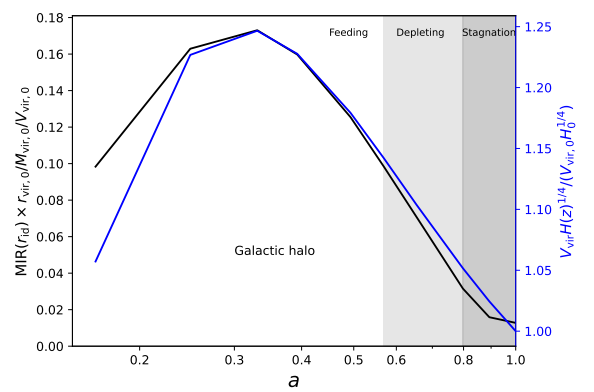 Feeding Depleting Stagnation
Galactic halo
MIR(r_id) × r_vir,0/M_vir,0/V_vir,0
0.18
0.16
0.14
0.12
0.10
0.08
0.06
0.04
0.02
0.00
V_vir H(z)^1/4/(V_vir,0 H_0^1/4)
1.25
1.20
1.15
1.10
1.05
1.00
0.2 0.3 0.4 0.5 0.6 0.8 1.0
a